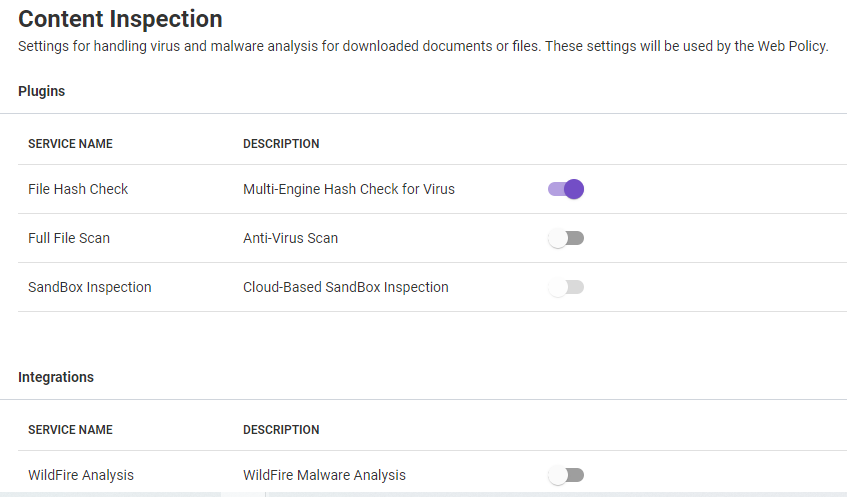 Content Inspection
Settings for handling virus and malware analysis for downloaded documents or files. These settings will be used by the Web Policy.
Plugins
SERVICE NAME DESCRIPTION
File Hash Check Multi-Engine Hash Check for Virus
Full File Scan Anti-Virus Scan
SandBox Inspection Cloud-Based SandBox Inspection
Integrations
SERVICE NAME DESCRIPTION
WildFire Analysis WildFire Malware Analysis